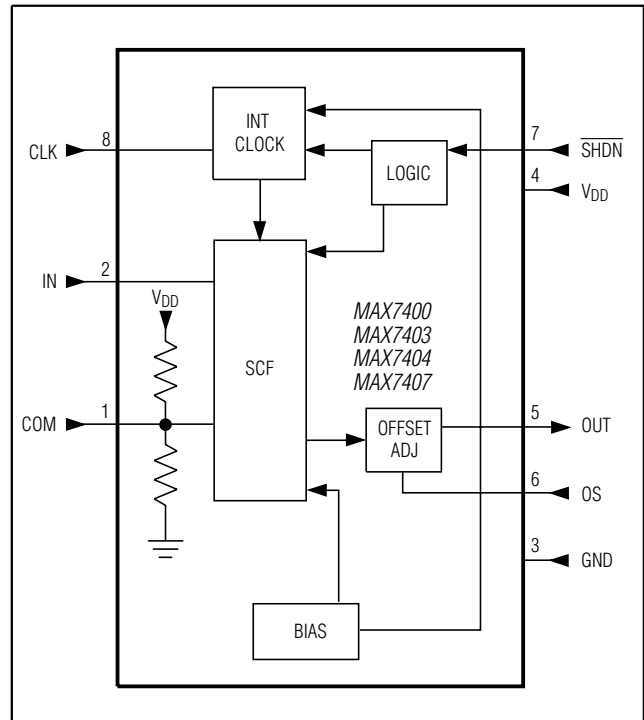 INT
CLOCK
8
CLK
7
SHDN
LOGIC
4
VDD
2
IN
VDD
MAX7400
MAX7403
MAX7404
MAX7407
SCF
1
COM
OFFSET
ADJ
5
OUT
6
OS
3
GND
BIAS